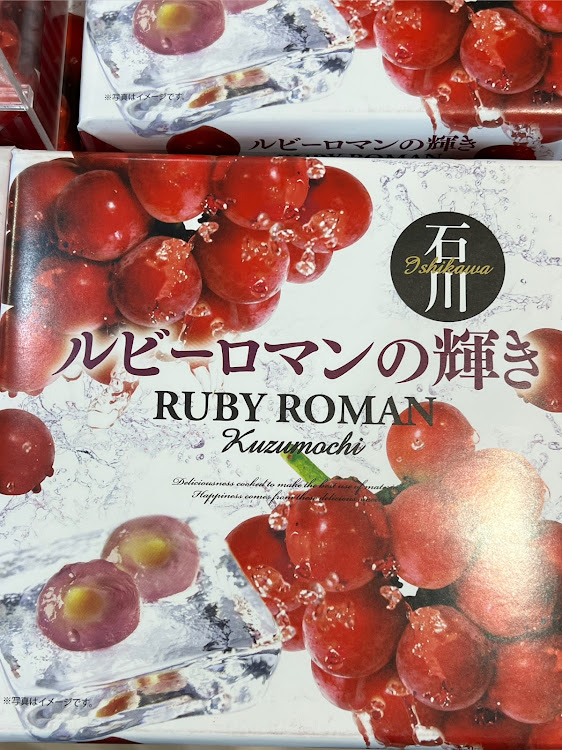 ※写真はイメージです。
ルビーロマンの輝き
石川
Ishikawa
ルビーロマンの輝き
RUBY ROMAN
Kuzumochi
Deliciousness cooked to make the best use of
Happiness comes from these delicious
※写真はイメージです。